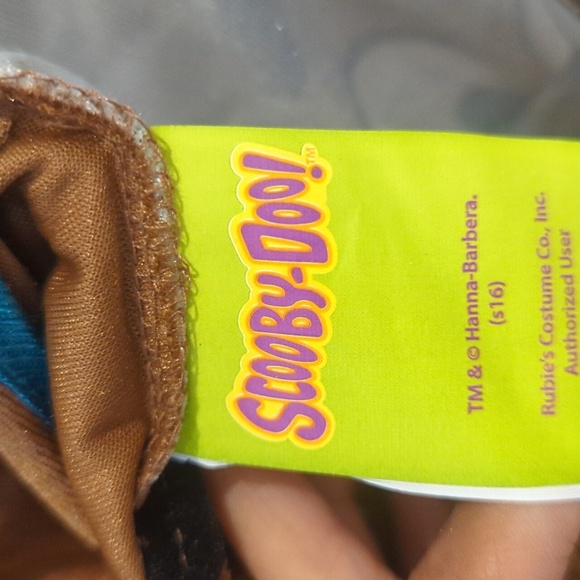 SCOOBY-DOO!™
TM & © Hanna-Barbera.
(s16)
Rubie's Costume Co., Inc.
Authorized User